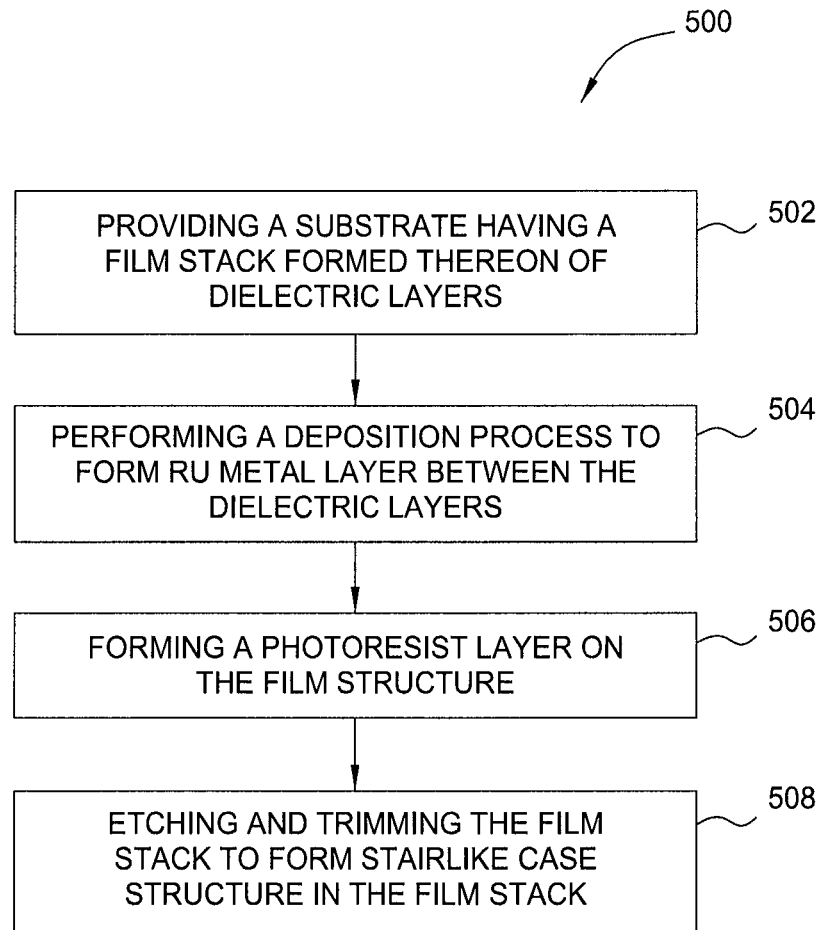 500
PROVIDING A SUBSTRATE HAVING A
FILM STACK FORMED THEREON OF
DIELECTRIC LAYERS
502
PERFORMING A DEPOSITION PROCESS TO
FORM RU METAL LAYER BETWEEN THE
DIELECTRIC LAYERS
504
FORMING A PHOTORESIST LAYER ON
THE FILM STRUCTURE
506
ETCHING AND TRIMMING THE FILM
STACK TO FORM STAIRLIKE CASE
STRUCTURE IN THE FILM STACK
508